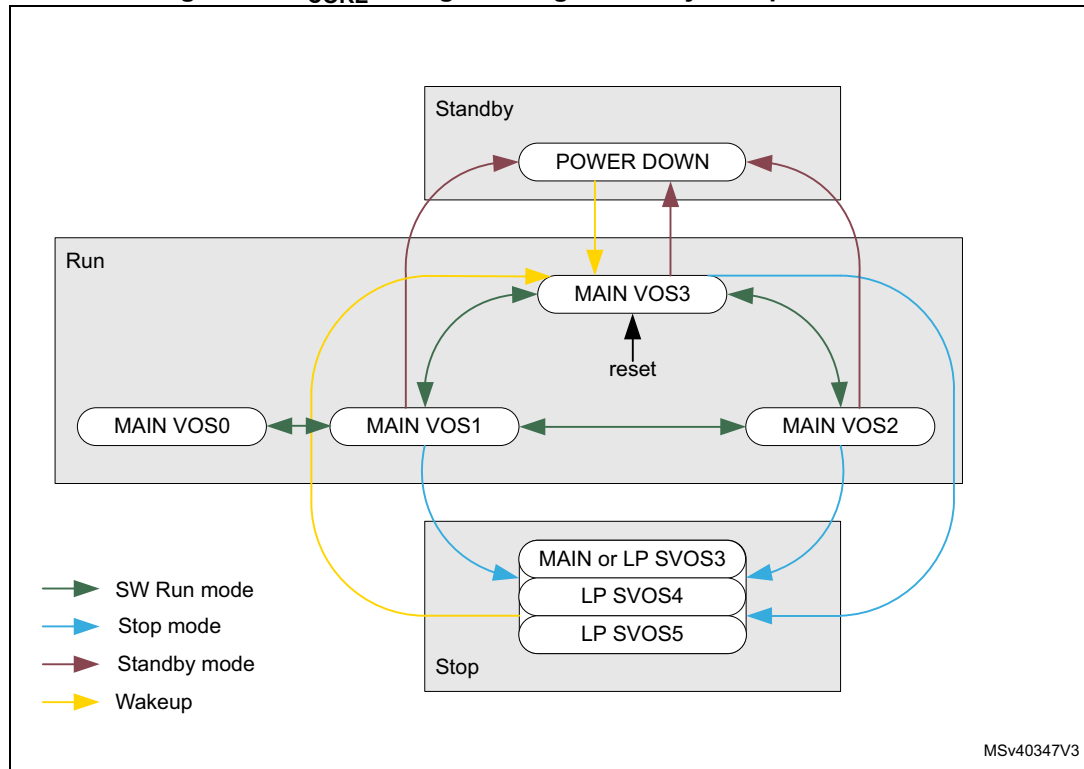 Standby
POWER DOWN
Run
MAIN VOS3
reset
MAIN VOS0
MAIN VOS1
MAIN VOS2
MAIN or LP SVOS3
LP SVOS4
LP SVOS5
Stop
SW Run mode
Stop mode
Standby mode
Wakeup
MSv40347V3